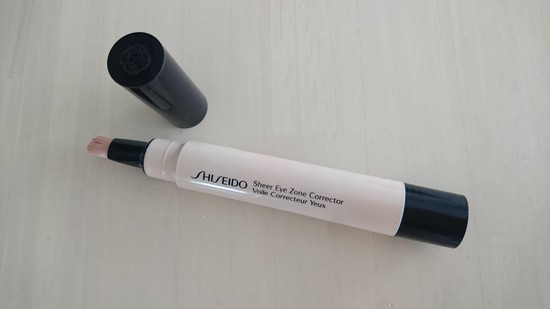 SHISEIDO Sheer Eye Zone Corrector
Voile Correcteur Yeux